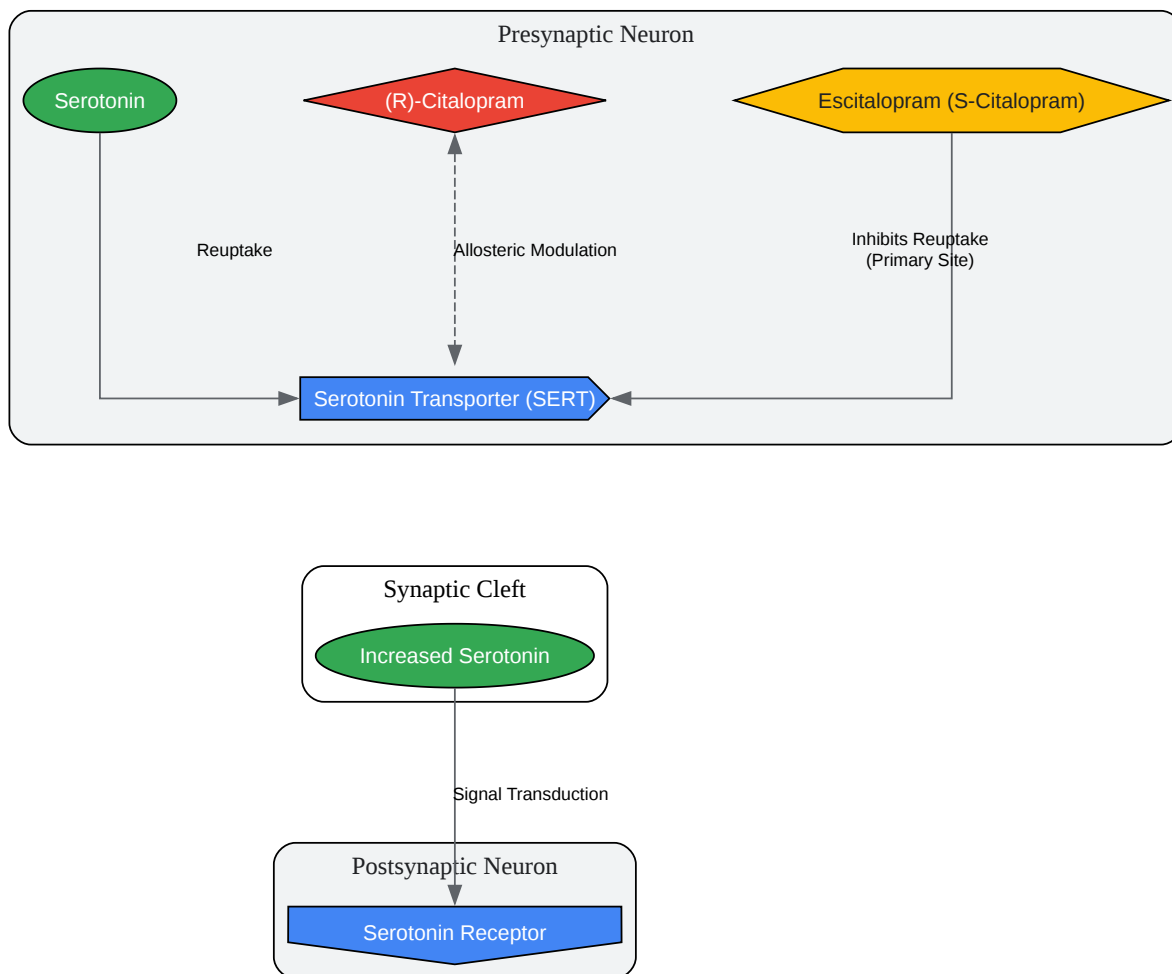 Presynaptic Neuron
Serotonin
(R)-Citalopram
Escitalopram (S-Citalopram)
Reuptake
Allosteric Modulation
Inhibits Reuptake
(Primary Site)
Serotonin Transporter (SERT)
Synaptic Cleft
Increased Serotonin
Signal Transduction
Postsynaptic Neuron
Serotonin Receptor